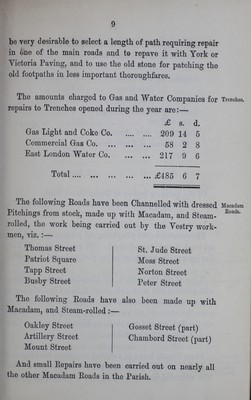 9
be very desirable to select a length of path requiring repair
in one of the main roads and to repave it with York or
Victoria Paving, and to use the old stone for patching the
old footpaths in less important thoroughfares.
The amounts charged to Gas and Water Companies for Trenches.
repairs to Trenches opened during the year are:—
£ s. d.
Gas Light and Coke Co. ... ... 209 14 5
Commercial Gas Co. ... ... ... 58 2 8
East London Water Co. ... ... 217 9 6
Total ... ... ... ... ... £485 6 7
The following Roads have been Channelled with dressed Macadam
Pitchings from stock, made up with Macadam, and Steam- Roads.
rolled, the work being carried out by the Vestry work-
men, viz. :—
Thomas Street St. Jude Street
Patriot Square Moss Street
Tapp Street Norton Street
Busby Street Peter Street
The following Roads have also been made up with
Macadam, and Steam-rolled :—
Oakley Street Gosset Street (part)
Artillery Street Chambord Street (part)
Mount Street
And small Repairs have been carried out on nearly all
the other Macadam Roads in the Parish.